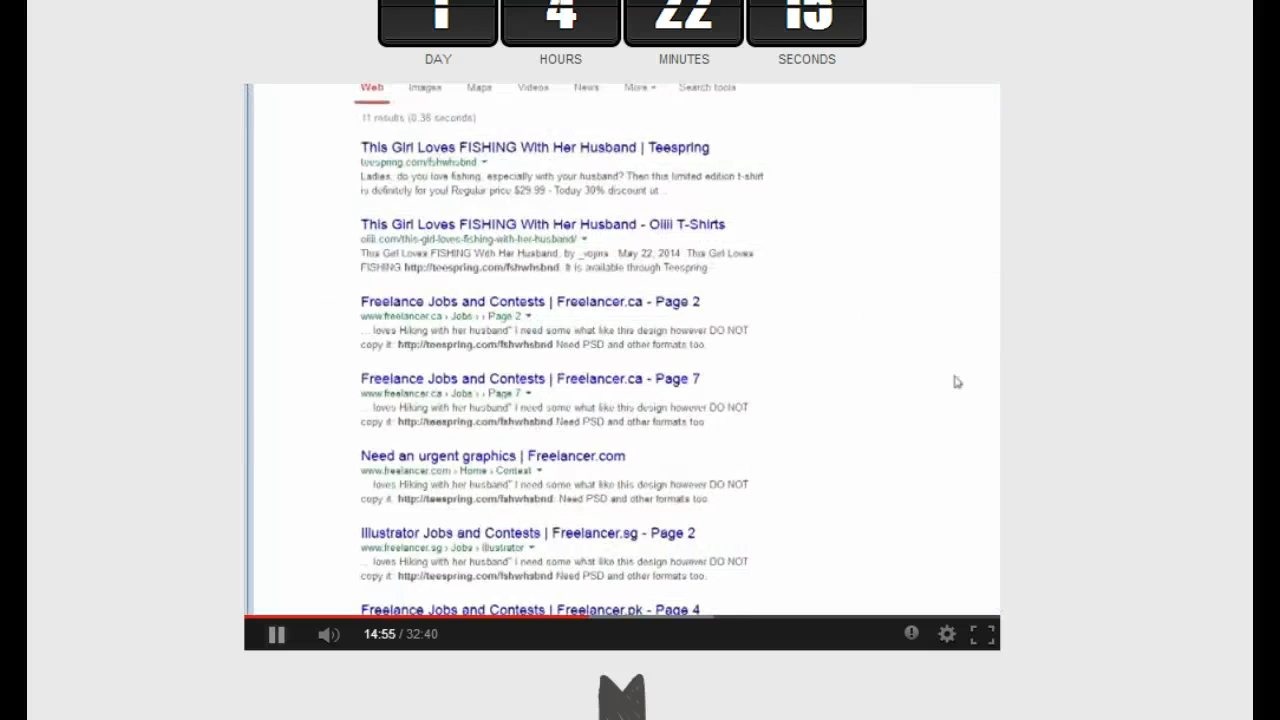 1 4 22 15
DAY HOURS MINUTES SECONDS
Web Images Maps Videos News More Search tools
11 results (0.36 seconds)
This Girl Loves FISHING With Her Husband | Teespring
teespring.com/fshwhsbnd
Ladies, do you love fishing, especially with your husband? Then this limited edition t-shirt
is definitely for you! Regular price $29.99 - Today 30% discount ut ...
This Girl Loves FISHING With Her Husband - Oiiii T-Shirts
oiiii.com/this-girl-loves-fishing-with-her-husband/
This Girl Loves FISHING With Her Husband, by _vojins . May 22, 2014. This Girl Loves
FISHING http://teespring.com/fshwhsbnd. It is available through Teespring
Freelance Jobs and Contests | Freelancer.ca - Page 2
www.freelancer.ca › Jobs › › Page 2
... loves Hiking with her husband" I need some what like this design however DO NOT
copy it: http://teespring.com/fshwhsbnd Need PSD and other formats too.
Freelance Jobs and Contests | Freelancer.ca - Page 7
www.freelancer.ca › Jobs › › Page 7
... loves Hiking with her husband" I need some what like this design however DO NOT
copy it: http://teespring.com/fshwhsbnd Need PSD and other formats too.
Need an urgent graphics | Freelancer.com
www.freelancer.com › Home › Contest
loves Hiking with her husband" I need some what like this design however DO NOT
copy it: http://teespring.com/fshwhsbnd. Need PSD and other formats too.
Illustrator Jobs and Contests | Freelancer.sg - Page 2
www.freelancer.sg › Jobs › Illustrator
... loves Hiking with her husband" I need some what like this design however DO NOT
copy it: http://teespring.com/fshwhsbnd Need PSD and other formats too.
Freelance Jobs and Contests | Freelancer.pk - Page 4
14:55 / 32:40